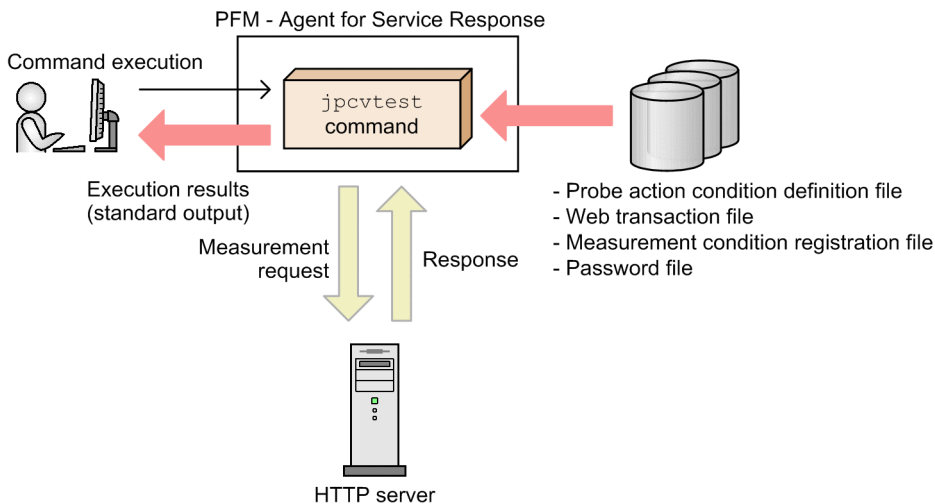 PFM - Agent for Service Response
Command execution
jpcvtest
command
Execution results
(standard output)
- Probe action condition definition file
- Web transaction file
- Measurement condition registration file
- Password file
Measurement
request
Response
HTTP server